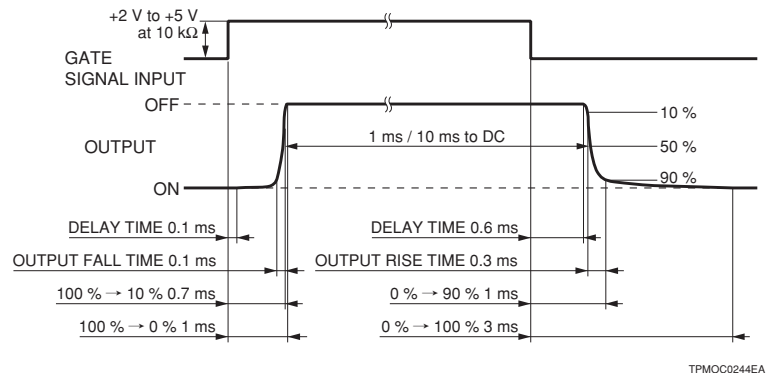 +2 V to +5 V
at 10 kΩ
GATE
SIGNAL INPUT
OFF
10 %
OUTPUT
1 ms / 10 ms to DC
50 %
90 %
ON
DELAY TIME 0.1 ms
DELAY TIME 0.6 ms
OUTPUT FALL TIME 0.1 ms
OUTPUT RISE TIME 0.3 ms
100 % → 10 % 0.7 ms
0 % → 90 % 1 ms
100 % → 0 % 1 ms
0 % → 100 % 3 ms
TPMOC0244EA